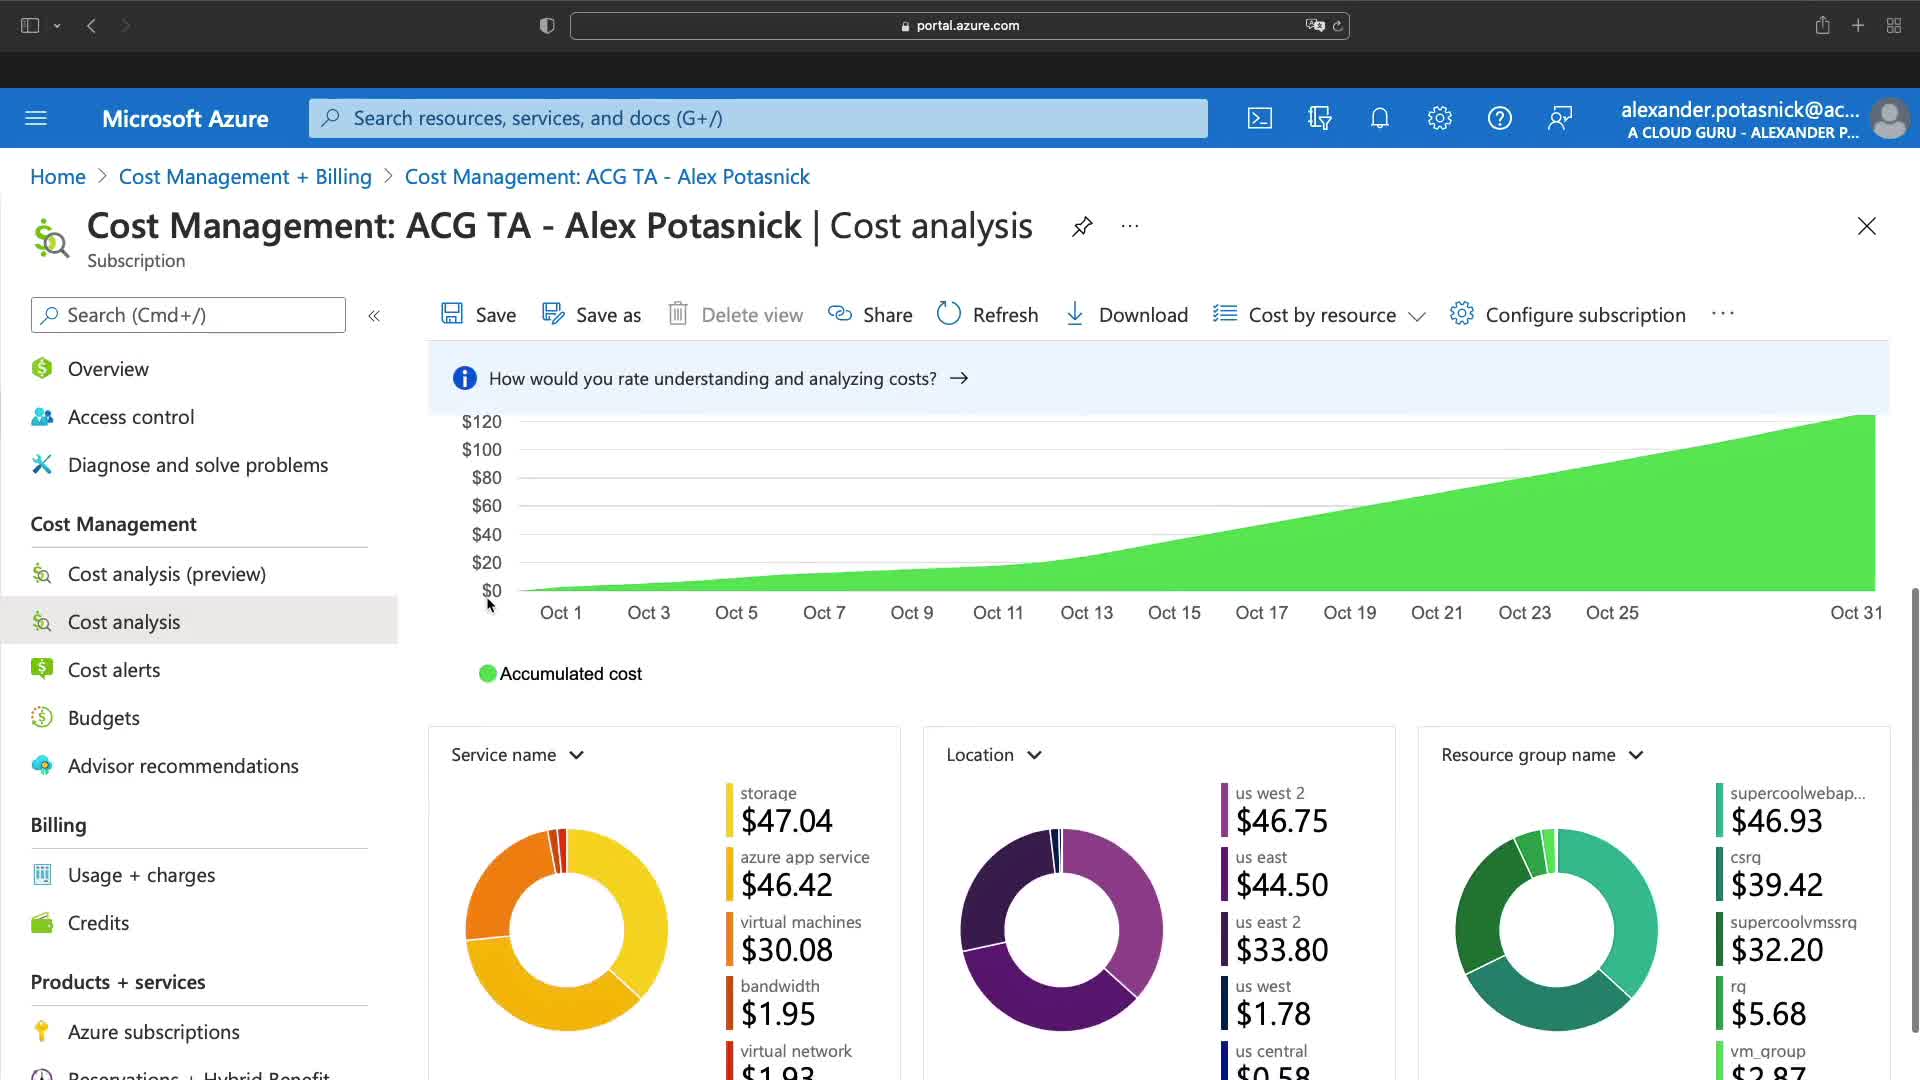 portal.azure.com
Microsoft Azure
Search resources, services, and docs (G+/)
alexander.potasnick@ac...
A CLOUD GURU - ALEXANDER P...
Home > Cost Management + Billing > Cost Management: ACG TA - Alex Potasnick
Cost Management: ACG TA - Alex Potasnick | Cost analysis
Subscription
Search (Cmd+/)
Overview
Access control
Diagnose and solve problems
Cost Management
Cost analysis (preview)
Cost analysis
Cost alerts
Budgets
Advisor recommendations
Billing
Usage + charges
Credits
Products + services
Azure subscriptions
Reservations + Hybrid Benefit
Save Save as Delete view Share Refresh Download Cost by resource Configure subscription
How would you rate understanding and analyzing costs?
$120
$100
$80
$60
$40
$20
$0
Oct 1 Oct 3 Oct 5 Oct 7 Oct 9 Oct 11 Oct 13 Oct 15 Oct 17 Oct 19 Oct 21 Oct 23 Oct 25 Oct 31
Accumulated cost
Service name
storage
$47.04
azure app service
$46.42
virtual machines
$30.08
bandwidth
$1.95
virtual network
$1.93
Location
us west 2
$46.75
us east
$44.50
us east 2
$33.80
us west
$1.78
us central
$0.58
Resource group name
supercoolwebap...
$46.93
csrg
$39.42
supercoolvmssrg
$32.20
rg
$5.68
vm_group
$2.87